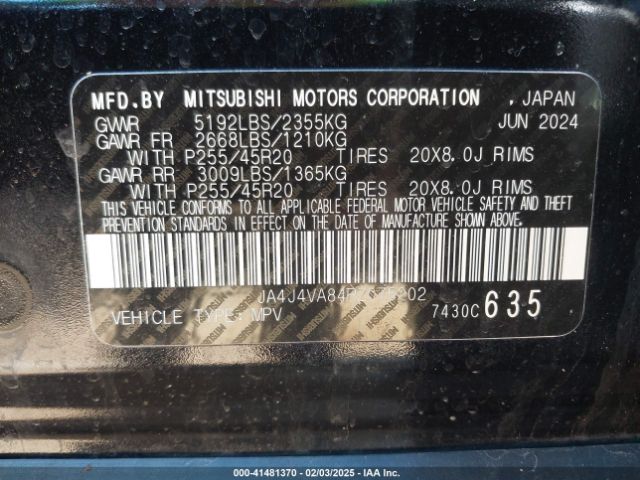 MFD.BY MITSUBISHI MOTORS CORPORATION , JAPAN
GVWR 5192LBS/2355KG JUN 2024
GAWR FR 2668LBS/1210KG
WITH P255/45R20 TIRES 20X8.0J RIMS
GAWR RR 3009LBS/1365KG
WITH P255/45R20 TIRES 20X8.0J RIMS
THIS VEHICLE CONFORMS TO ALL APPLICABLE FEDERAL MOTOR VEHICLE SAFETY AND THEFT
PREVENTION STANDARDS IN EFFECT ON THE DATE OF MANUFACTURE SHOWN ABOVE.
VEHICLE TYPE: MPV 7430C 635
000-41481370 - 02/03/2025 - IAA Inc.